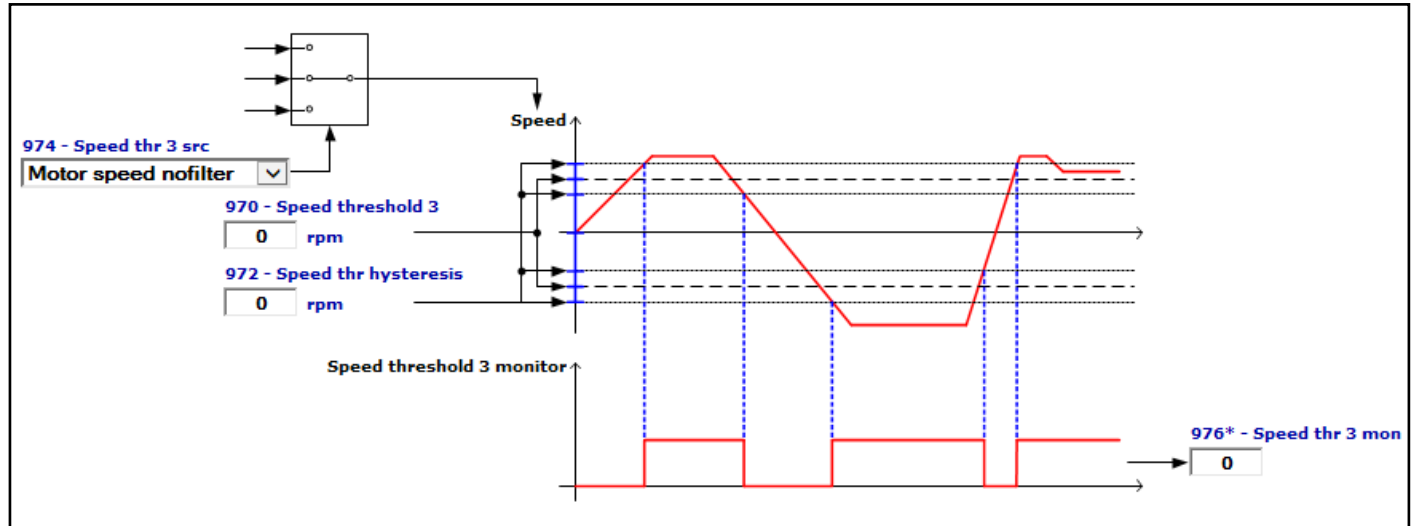 Speed
974 - Speed thr 3 src
Motor speed nofilter
970 - Speed threshold 3
0 rpm
972 - Speed thr hysteresis
0 rpm
Speed threshold 3 monitor
976* - Speed thr 3 mon
0